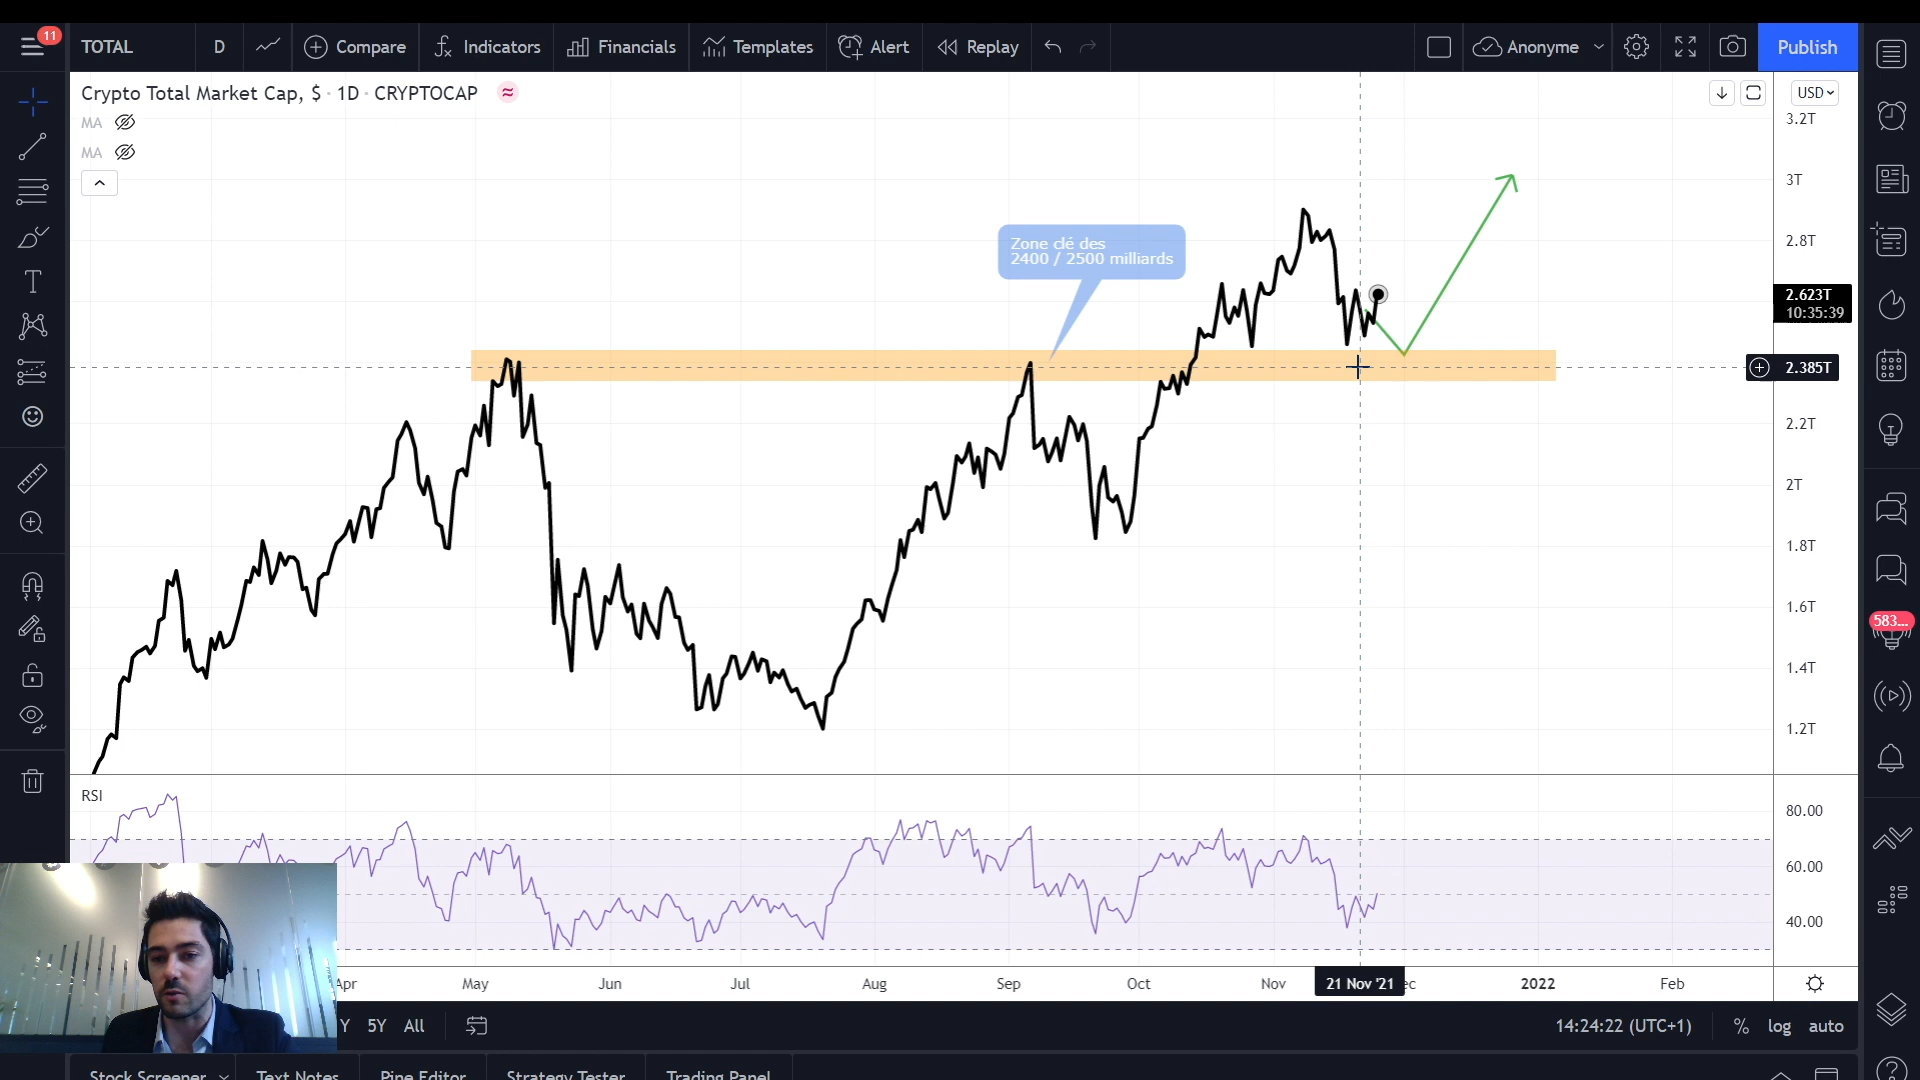 11
TOTAL
D
Compare
Indicators
Financials
Templates
Alert
Replay
Anonyme
Publish
Crypto Total Market Cap, $ · 1D · CRYPTOCAP
≈
USD
MA
MA
3.2T
3T
2.8T
2.623T
10:35:39
2.385T
2.2T
2T
1.8T
1.6T
1.4T
1.2T
Zone clé des
2400 / 2500 milliards
583...
RSI
80.00
60.00
40.00
Apr
May
Jun
Jul
Aug
Sep
Oct
Nov
21 Nov '21
ec
2022
Feb
Y
5Y
All
14:24:22 (UTC+1)
%
log
auto
Stock Screener
Text Notes
Pine Editor
Strategy Tester
Trading Panel